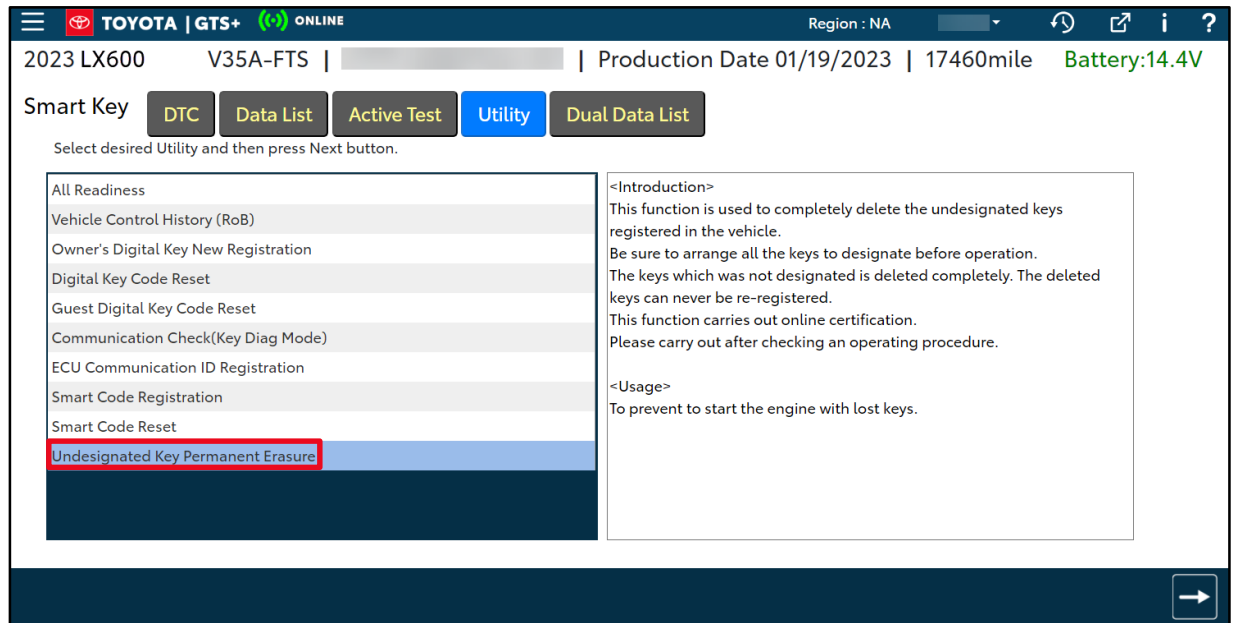 TOYOTA | GTS+ ONLINE Region : NA i ?
2023 LX600 V35A-FTS | | Production Date 01/19/2023 | 17460mile Battery:14.4V
Smart Key DTC Data List Active Test Utility Dual Data List
Select desired Utility and then press Next button.
All Readiness
Vehicle Control History (RoB)
Owner's Digital Key New Registration
Digital Key Code Reset
Guest Digital Key Code Reset
Communication Check(Key Diag Mode)
ECU Communication ID Registration
Smart Code Registration
Smart Code Reset
Undesignated Key Permanent Erasure
<Introduction>
This function is used to completely delete the undesignated keys
registered in the vehicle.
Be sure to arrange all the keys to designate before operation.
The keys which was not designated is deleted completely. The deleted
keys can never be re-registered.
This function carries out online certification.
Please carry out after checking an operating procedure.
<Usage>
To prevent to start the engine with lost keys.